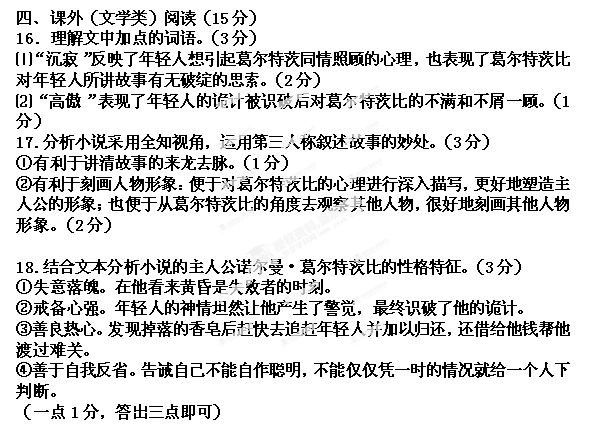 四、课外（文学类）阅读（15分）
16．理解文中加点的词语。（3分）
⑴“沉寂”反映了年轻人想引起葛尔特茨同情照顾的心理，也表现了葛尔特茨比
对年轻人所讲故事有无破绽的思索。（2分）
⑵“高傲 ”表现了年轻人的诡计被识破后对葛尔特茨比的不满和不屑一顾。（1
分）
17.分析小说采用全知视角，运用第三人称叙述故事的妙处。（3分）
①有利于讲清故事的来龙去脉。（1分）
②有利于刻画人物形象：便于对葛尔特茨比的心理进行深入描写，更好地塑造主
人公的形象；也便于从葛尔特茨比的角度去观察其他人物，很好地刻画其他人物
形象。（2分）
18.结合文本分析小说的主人公诺尔曼·葛尔特茨比的性格特征。（3分）
①失意落魄。在他看来黄昏是失败者的时刻。
②戒备心强。年轻人的神情坦然让他产生了警觉，最终识破了他的诡计。
③善良热心。发现掉落的香皂后赶快去追赶年轻人并加以归还，还借给他钱帮他
渡过难关。
④善于自我反省。告诫自己不能自作聪明，不能仅仅凭一时的情况就给一个人下
判断。
（一点1分，答出三点即可）